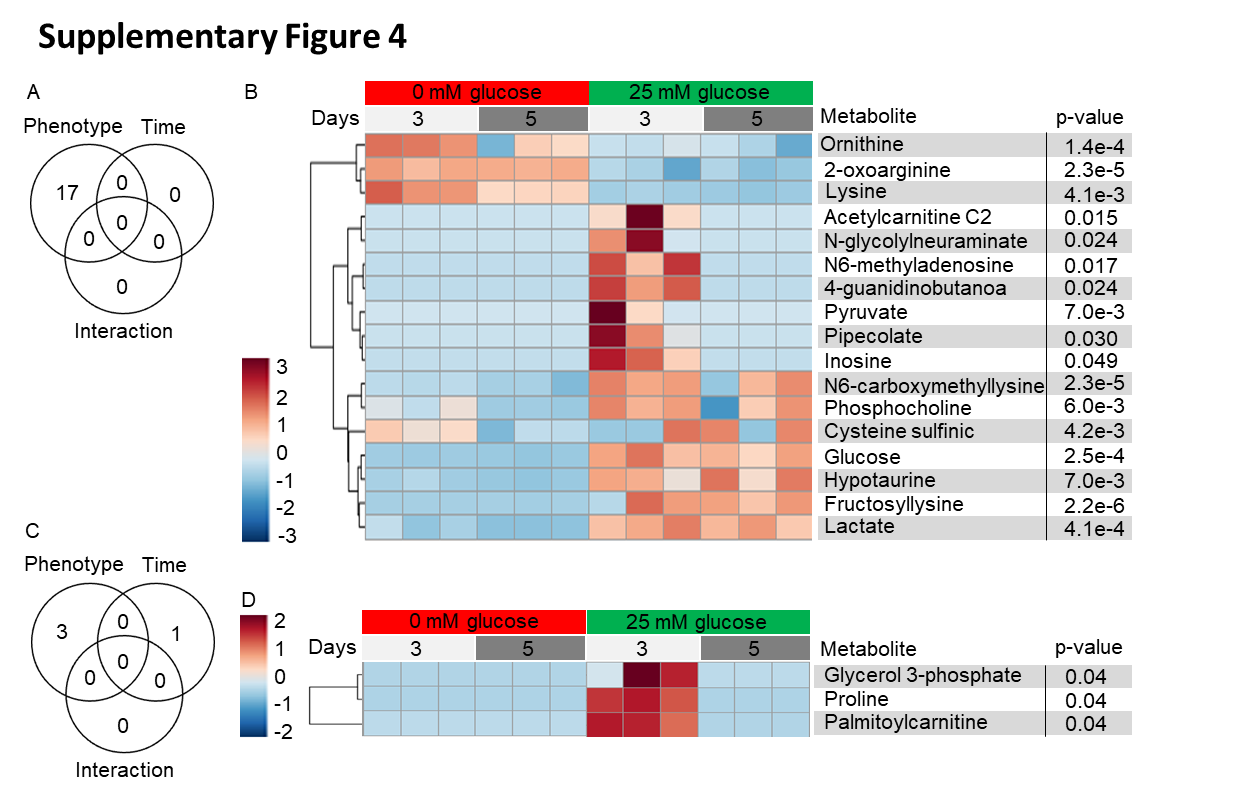 Supplementary Figure 4
A
Phenotype Time
17 0 0
0
0 0
0
Interaction
B
0 mM glucose 25 mM glucose
Days 3 5 3 5 Metabolite p-value
Ornithine 1.4e-4
2-oxoarginine 2.3e-5
Lysine 4.1e-3
Acetylcarnitine C2 0.015
N-glycolylneuraminate 0.024
N6-methyladenosine 0.017
4-guanidinobutanoa 0.024
Pyruvate 7.0e-3
Pipecolate 0.030
Inosine 0.049
N6-carboxymethyllysine 2.3e-5
Phosphocholine 6.0e-3
Cysteine sulfinic 4.2e-3
Glucose 2.5e-4
Hypotaurine 7.0e-3
Fructosyllysine 2.2e-6
Lactate 4.1e-4
3
2
1
0
-1
-2
-3
C
Phenotype Time
3 0 1
0
0 0
0
Interaction
D
2
1
0
-1
-2
0 mM glucose 25 mM glucose
Days 3 5 3 5 Metabolite p-value
Glycerol 3-phosphate 0.04
Proline 0.04
Palmitoylcarnitine 0.04